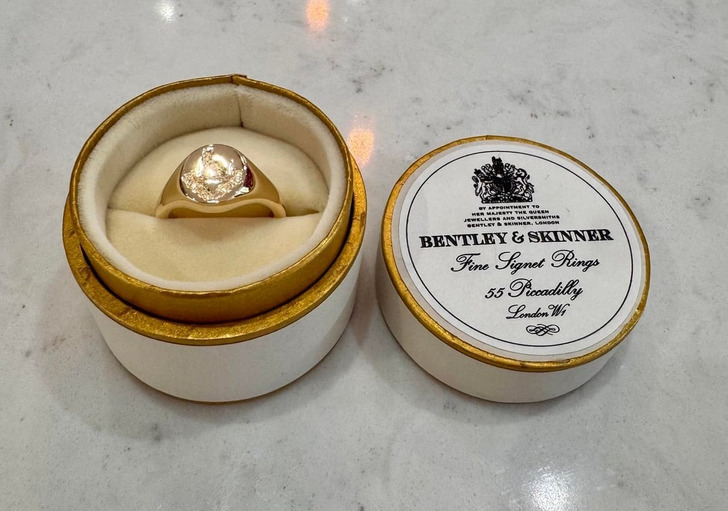 BY APPOINTMENT TO
HER MAJESTY THE QUEEN
JEWELLERS AND SILVERSMITHS
BENTLEY & SKINNER, LONDON
BENTLEY & SKINNER
Fine Signet Rings
55 Piccadilly
London W1